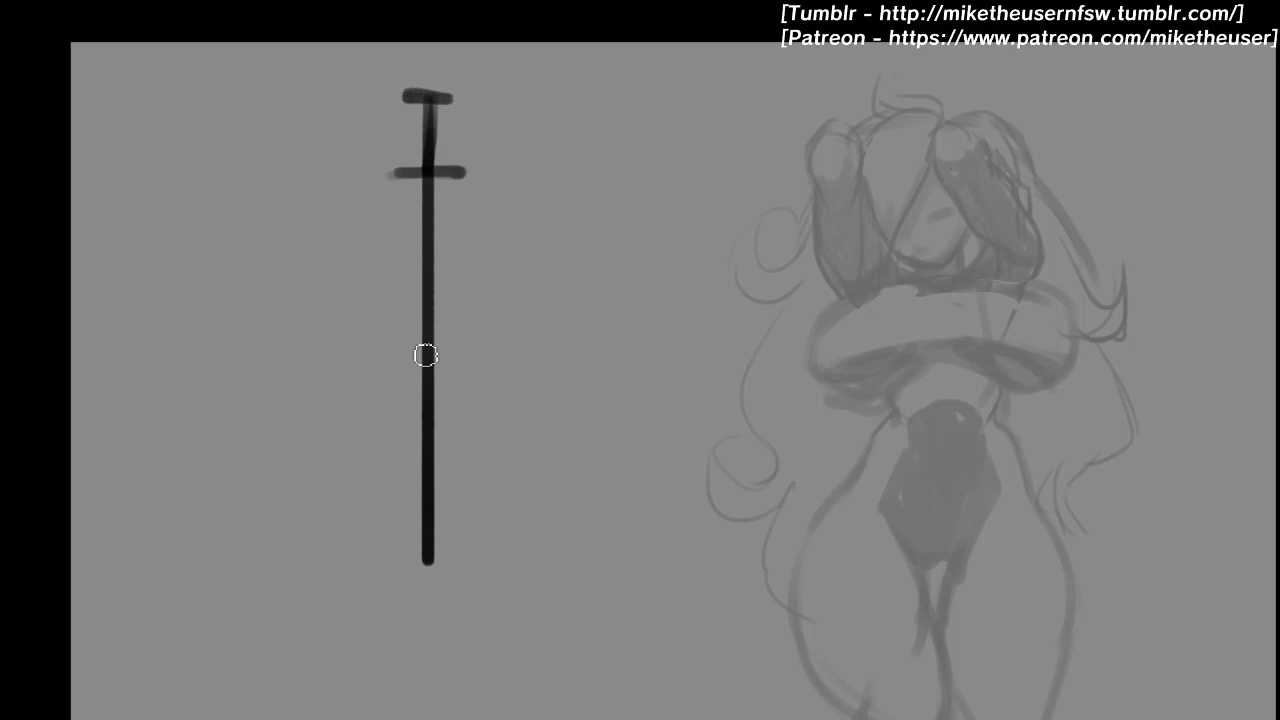 [Tumblr - http://miketheusernfsw.tumblr.com/]
[Patreon - https://www.patreon.com/miketheuser]